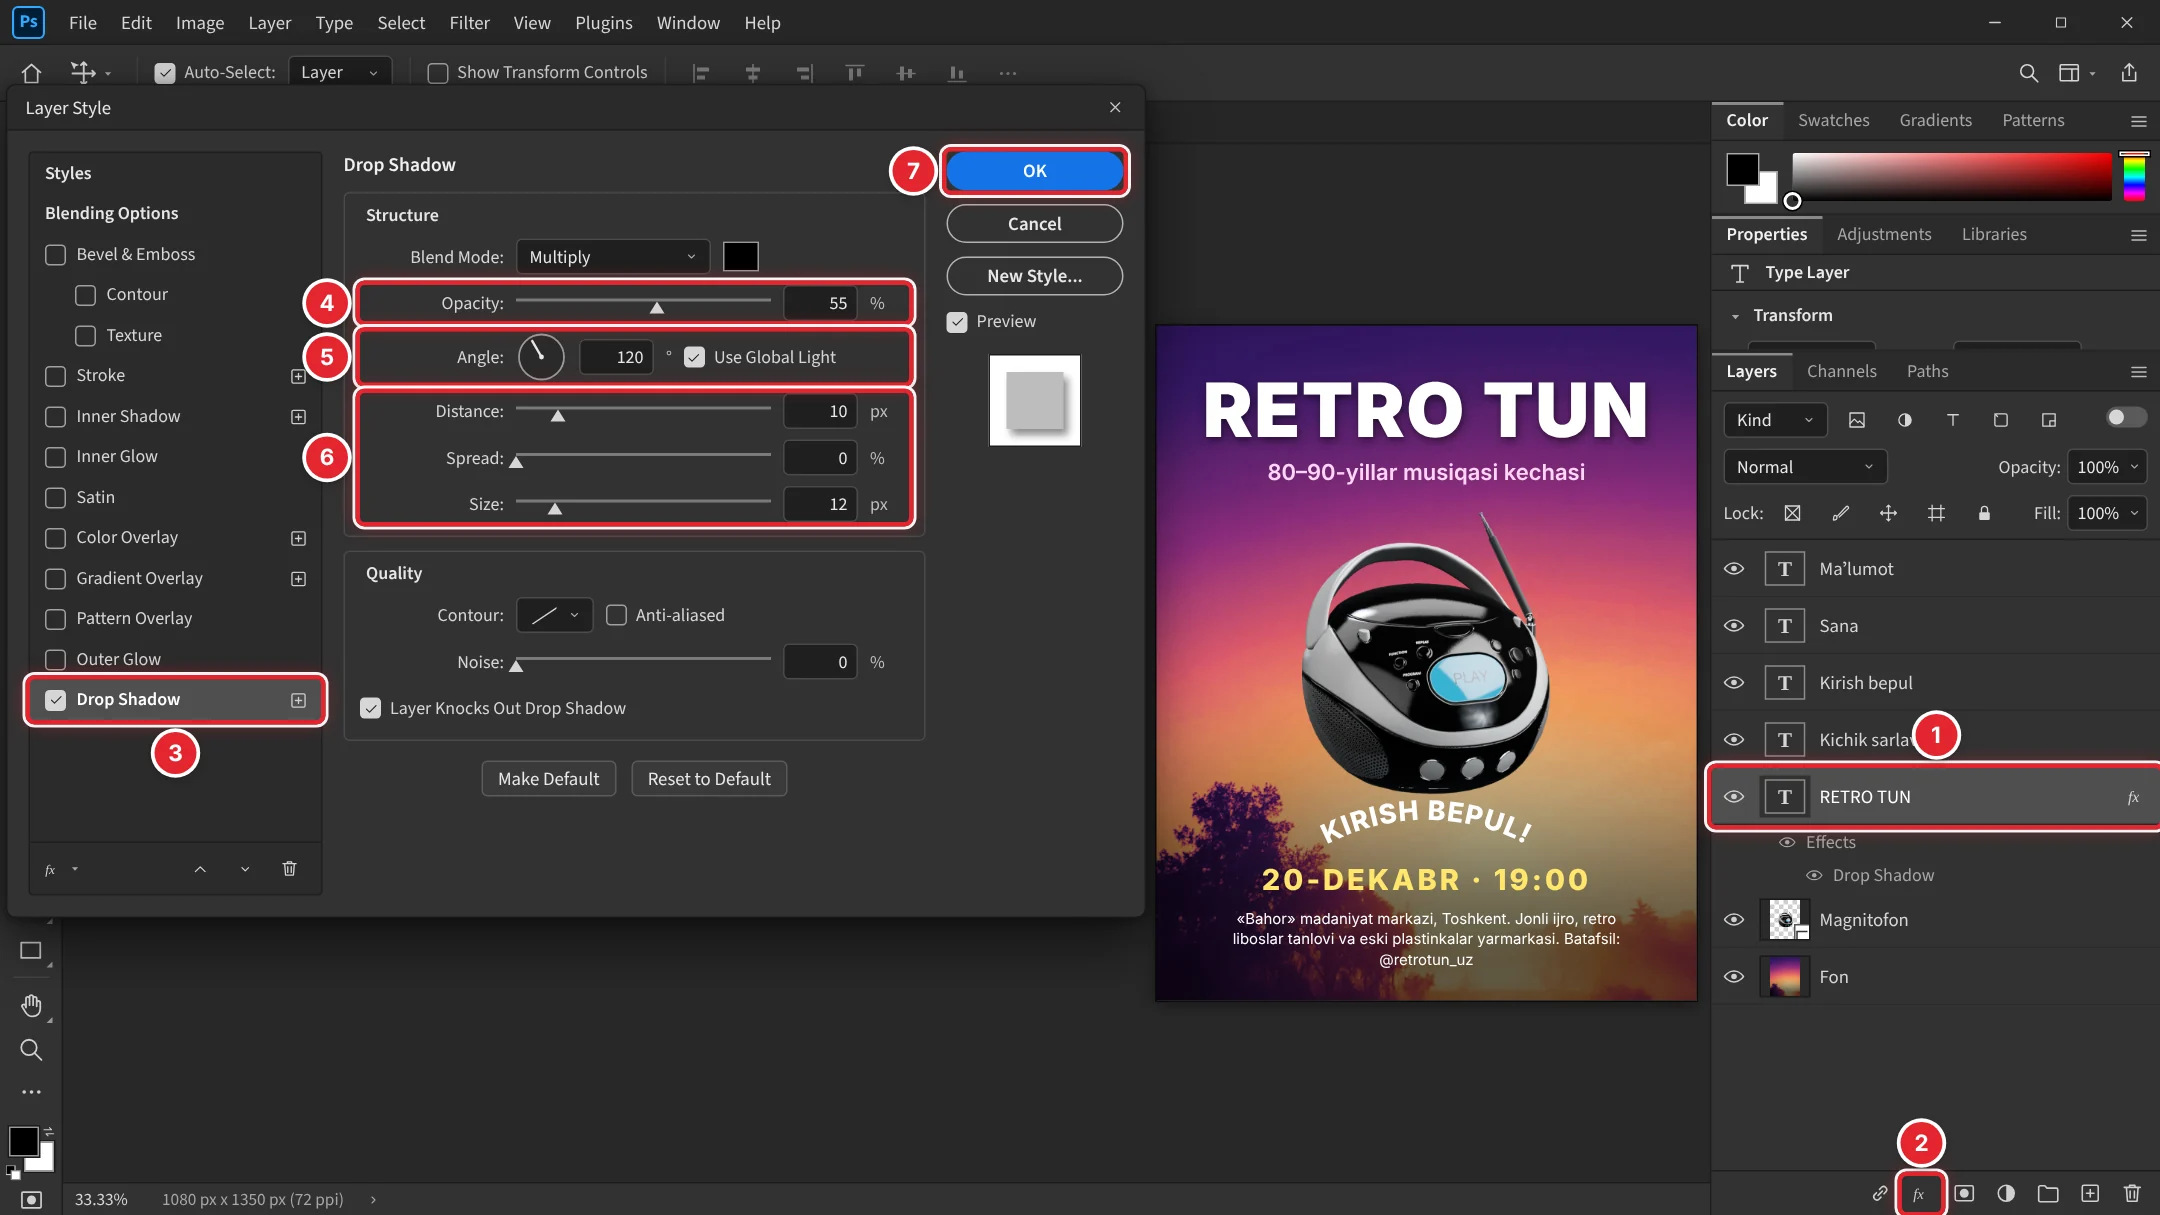 Ps File Edit Image Layer Type Select Filter View Plugins Window Help
Auto-Select: Layer Show Transform Controls
Layer Style
Styles
Blending Options
Bevel & Emboss
Contour
Texture
Stroke
Inner Shadow
Inner Glow
Satin
Color Overlay
Gradient Overlay
Pattern Overlay
Outer Glow
Drop Shadow
3
fx
Drop Shadow
Structure
Blend Mode: Multiply
4 Opacity: 55 %
5 Angle: 120 ° Use Global Light
Distance: 10 px
6 Spread: 0 %
Size: 12 px
Quality
Contour: Anti-aliased
Noise: 0 %
Layer Knocks Out Drop Shadow
Make Default Reset to Default
7 OK
Cancel
New Style...
Preview
RETRO TUN
80–90-yillar musiqasi kechasi
FUNCTION
REPEAT
PROGRAM
PLAY
KIRISH BEPUL!
20-DEKABR · 19:00
«Bahor» madaniyat markazi, Toshkent. Jonli ijro, retro
liboslar tanlovi va eski plastinkalar yarmarkasi. Batafsil:
@retrotun_uz
Color Swatches Gradients Patterns
Properties Adjustments Libraries
T Type Layer
Transform
Layers Channels Paths
Kind T
Normal Opacity: 100%
Lock: Fill: 100%
T Ma’lumot
T Sana
T Kirish bepul
T Kichik sarla 1
T RETRO TUN fx
Effects
Drop Shadow
Magnitofon
Fon
2
fx
33.33% 1080 px x 1350 px (72 ppi)